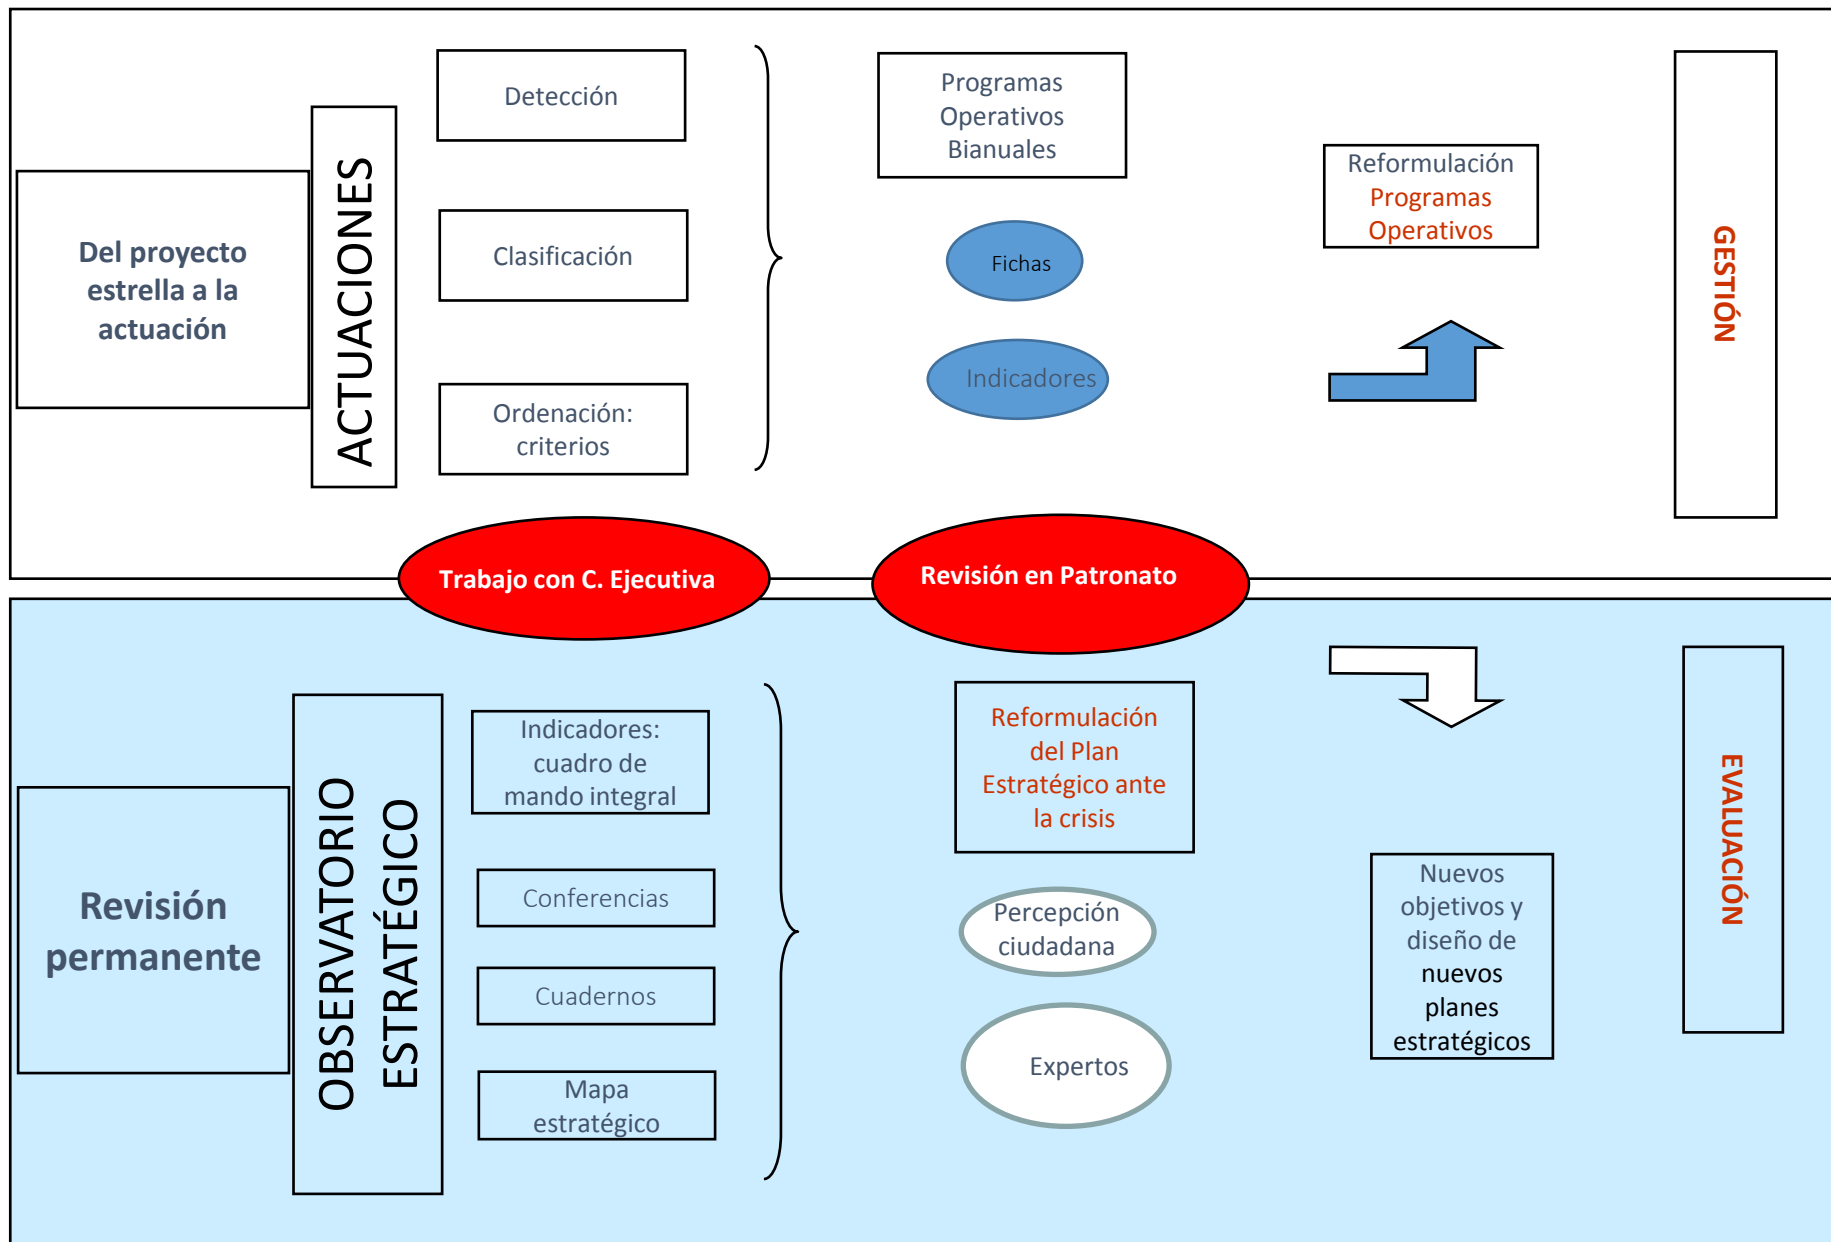 Del proyecto
estrella a la
actuación
ACTUACIONES
Detección
Clasificación
Ordenación:
criterios
Programas
Operativos
Bianuales
Fichas
Indicadores
Reformulación
Programas
Operativos
GESTIÓN
Trabajo con C. Ejecutiva
Revisión en Patronato
Revisión
permanente
OBSERVATORIO
ESTRATÉGICO
Indicadores:
cuadro de
mando integral
Conferencias
Cuadernos
Mapa
estratégico
Reformulación
del Plan
Estratégico ante
la crisis
Percepción
ciudadana
Expertos
Nuevos
objetivos y
diseño de
nuevos
planes
estratégicos
EVALUACIÓN